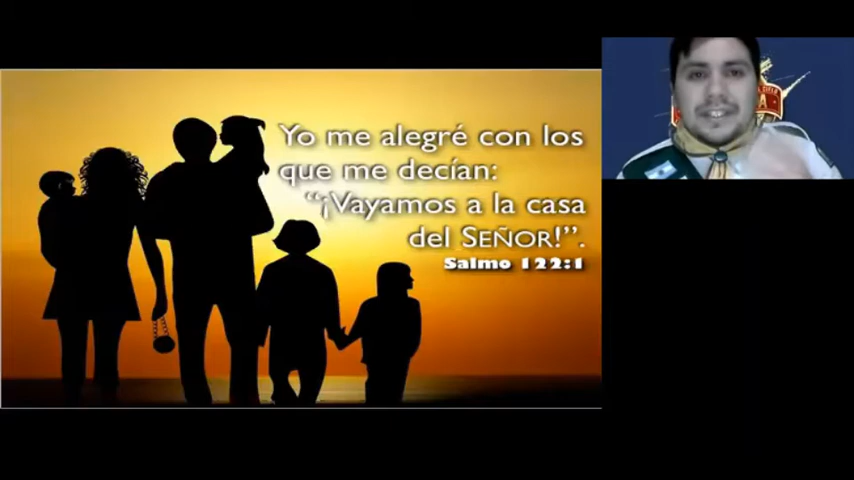 Yo me alegré con los
que me decían:
“¡Vayamos a la casa
del SEÑOR!”.
Salmo 122:1